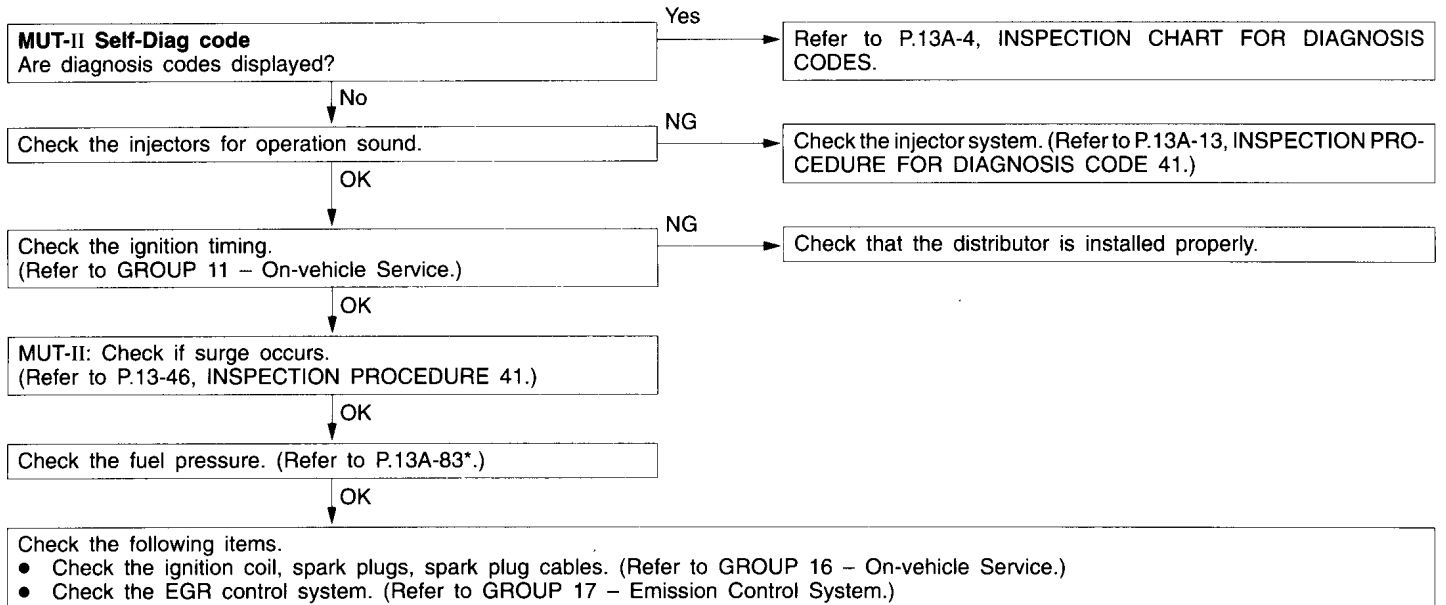 MUT-II Self-Diag code
Are diagnosis codes displayed?
Yes
Refer to P.13A-4, INSPECTION CHART FOR DIAGNOSIS
CODES.
No
Check the injectors for operation sound.
NG
Check the injector system. (Refer to P.13A-13, INSPECTION PRO-
CEDURE FOR DIAGNOSIS CODE 41.)
OK
Check the ignition timing.
(Refer to GROUP 11 – On-vehicle Service.)
NG
Check that the distributor is installed properly.
OK
MUT-II: Check if surge occurs.
(Refer to P.13-46, INSPECTION PROCEDURE 41.)
OK
Check the fuel pressure. (Refer to P.13A-83*.)
OK
Check the following items.
● Check the ignition coil, spark plugs, spark plug cables. (Refer to GROUP 16 – On-vehicle Service.)
● Check the EGR control system. (Refer to GROUP 17 – Emission Control System.)